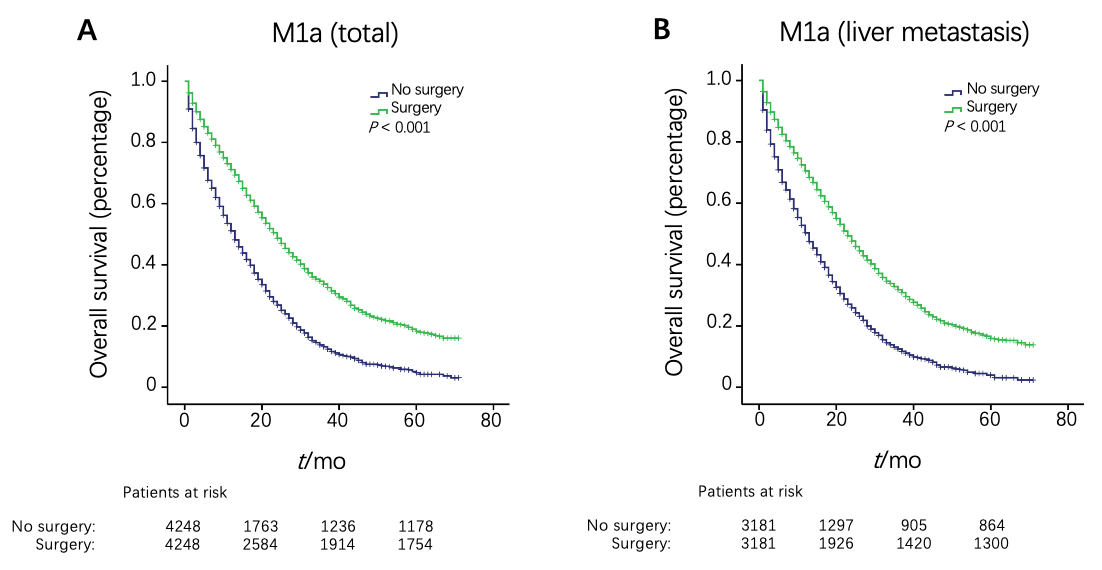 A
M1a (total)
Overall survival (percentage)
1.0
0.8
0.6
0.4
0.2
0
No surgery
Surgery
P < 0.001
0 20 40 60 80
t/mo
Patients at risk
No surgery: 4248 1763 1236 1178
Surgery: 4248 2584 1914 1754
B
M1a (liver metastasis)
Overall survival (percentage)
1.0
0.8
0.6
0.4
0.2
0
No surgery
Surgery
P < 0.001
0 20 40 60 80
t/mo
Patients at risk
No surgery: 3181 1297 905 864
Surgery: 3181 1926 1420 1300